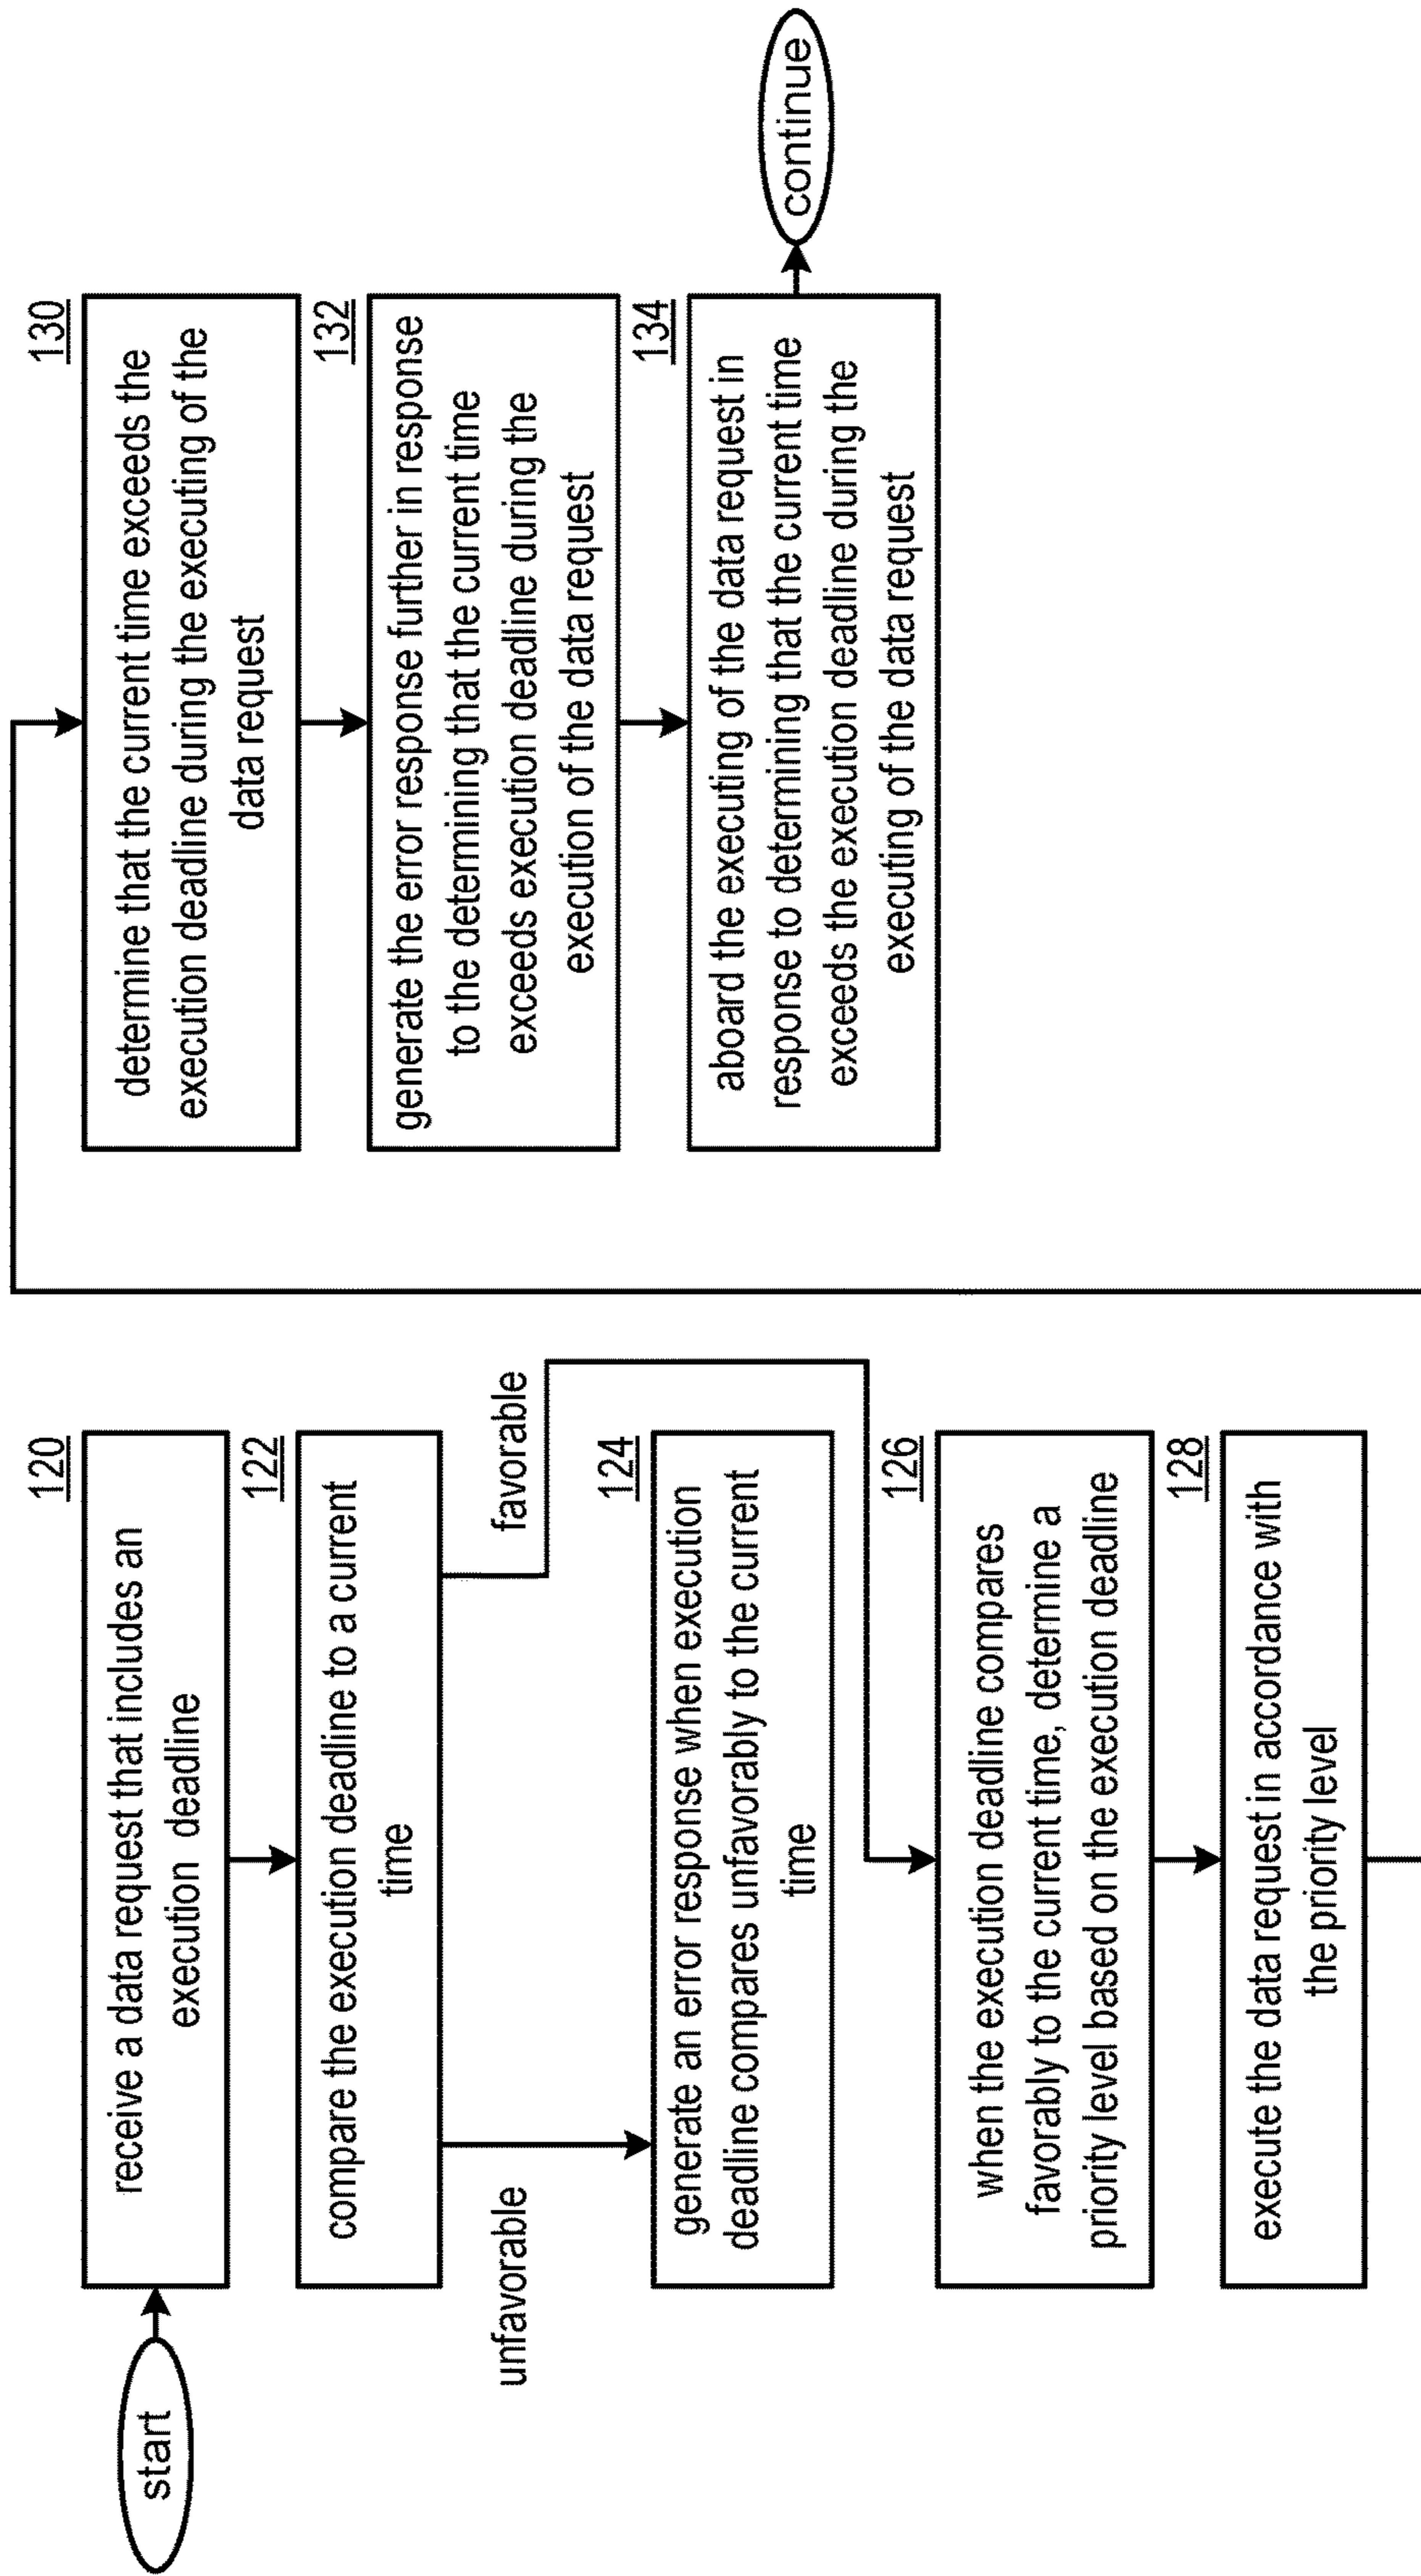 start
120
receive a data request that includes an
execution deadline
122
compare the execution deadline to a current
time
unfavorable
favorable
124
generate an error response when execution
deadline compares unfavorably to the current
time
126
when the execution deadline compares
favorably to the current time, determine a
priority level based on the execution deadline
128
execute the data request in accordance with
the priority level
130
determine that the current time exceeds the
execution deadline during the executing of the
data request
132
generate the error response further in response
to the determining that the current time
exceeds execution deadline during the
execution of the data request
134
aboard the executing of the data request in
response to determining that the current time
exceeds the execution deadline during the
executing of the data request
continue